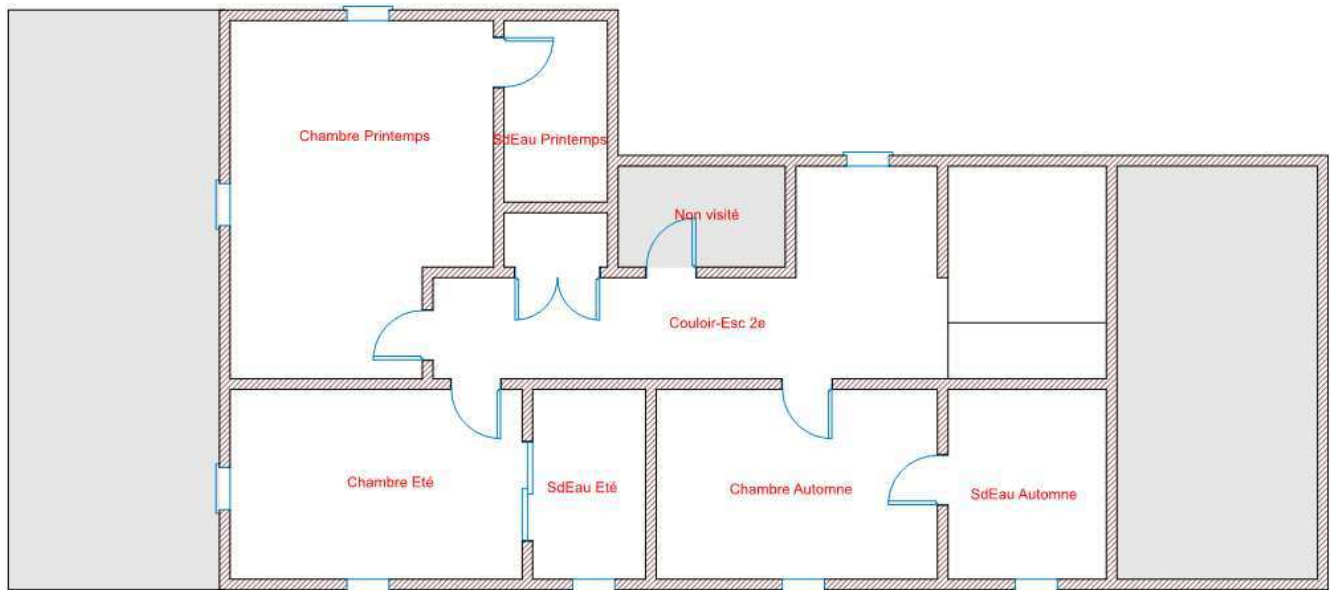 Chambre Printemps
SdEau Printemps
Non visité
Couloir-Esc 2e
Chambre Eté
SdEau Eté
Chambre Automne
SdEau Automne